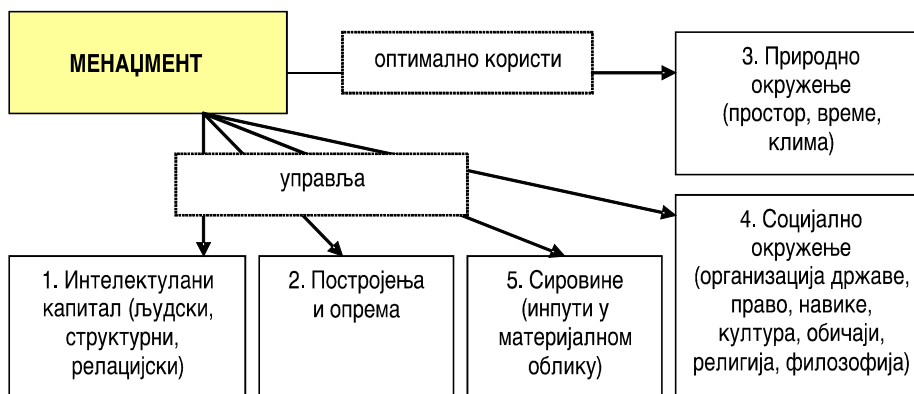 МЕНАЏМЕНТ
оптимално користи
3. Природно
окружење
(простор, време,
клима)
управља
1. Интелектулани
капитал (људски,
структурни,
релацијски)
2. Постројења
и опрема
5. Сировине
(инпути у
материјалном
облику)
4. Социјално
окружење
(организација државе,
право, навике,
култура, обичаји,
религија, филозофија)